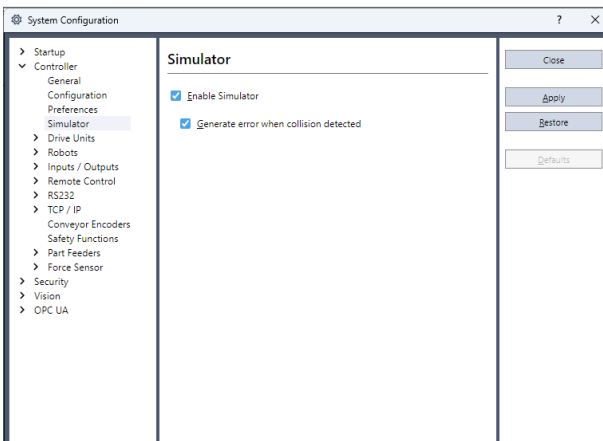 System Configuration
?
Startup
Controller
General
Configuration
Preferences
Simulator
Drive Units
Robots
Inputs / Outputs
Remote Control
RS232
TCP / IP
Conveyor Encoders
Safety Functions
Part Feeders
Force Sensor
Security
Vision
OPC UA
Simulator
Enable Simulator
Generate error when collision detected
Close
Apply
Restore
Defaults